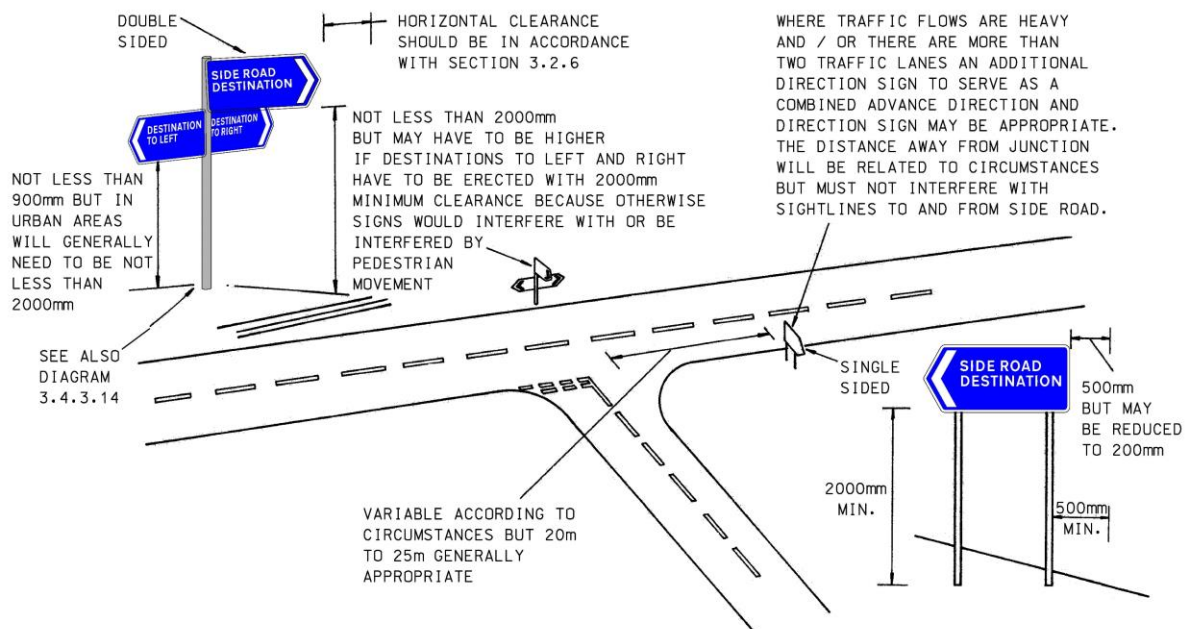 DOUBLE
SIDED
SIDE ROAD
DESTINATION
DESTINATION
TO LEFT
DESTINATION
TO RIGHT
HORIZONTAL CLEARANCE
SHOULD BE IN ACCORDANCE
WITH SECTION 3.2.6
NOT LESS THAN 2000mm
BUT MAY HAVE TO BE HIGHER
IF DESTINATIONS TO LEFT AND RIGHT
HAVE TO BE ERECTED WITH 2000mm
MINIMUM CLEARANCE BECAUSE OTHERWISE
SIGNS WOULD INTERFERE WITH OR BE
INTERFERED BY
PEDESTRIAN
MOVEMENT
NOT LESS THAN
900mm BUT IN
URBAN AREAS
WILL GENERALLY
NEED TO BE NOT
LESS THAN
2000mm
SEE ALSO
DIAGRAM
3.4.3.14
WHERE TRAFFIC FLOWS ARE HEAVY
AND / OR THERE ARE MORE THAN
TWO TRAFFIC LANES AN ADDITIONAL
DIRECTION SIGN TO SERVE AS A
COMBINED ADVANCE DIRECTION AND
DIRECTION SIGN MAY BE APPROPRIATE.
THE DISTANCE AWAY FROM JUNCTION
WILL BE RELATED TO CIRCUMSTANCES
BUT MUST NOT INTERFERE WITH
SIGHTLINES TO AND FROM SIDE ROAD.
SINGLE
SIDED
SIDE ROAD
DESTINATION
500mm
BUT MAY
BE REDUCED
TO 200mm
2000mm
MIN.
500mm
MIN.
VARIABLE ACCORDING TO
CIRCUMSTANCES BUT 20m
TO 25m GENERALLY
APPROPRIATE